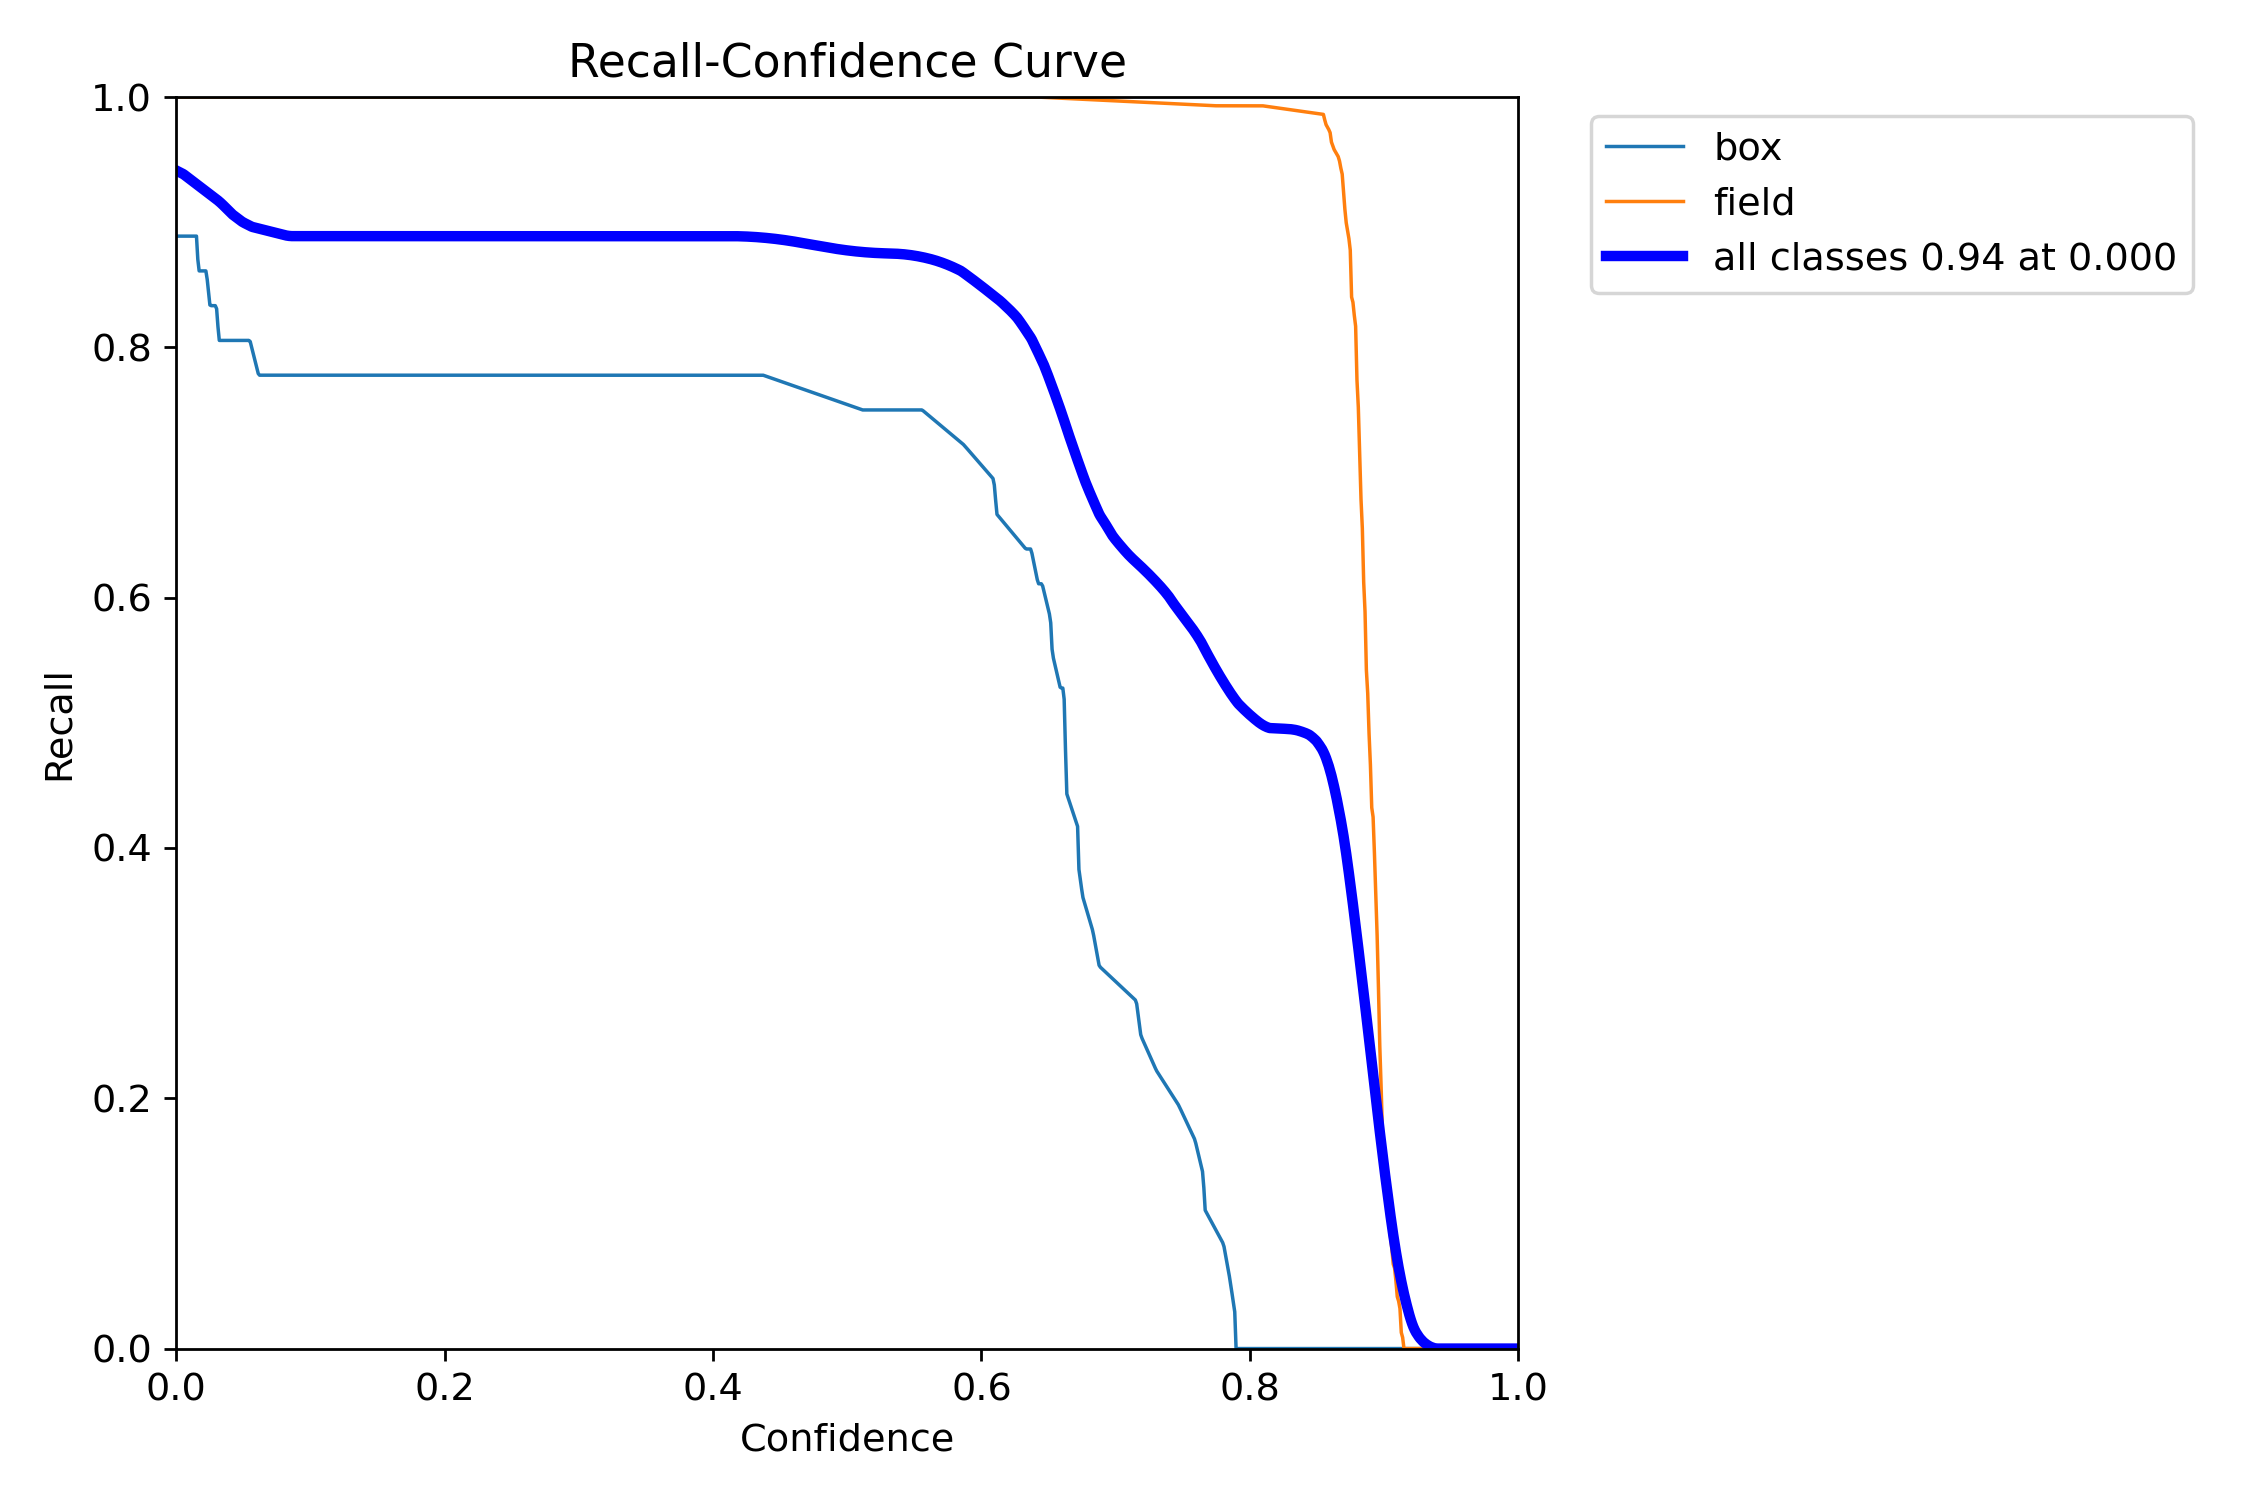 Recall-Confidence Curve
1.0
0.8
0.6
0.4
0.2
0.0
Recall
0.0 0.2 0.4 0.6 0.8 1.0
Confidence
box
field
all classes 0.94 at 0.000